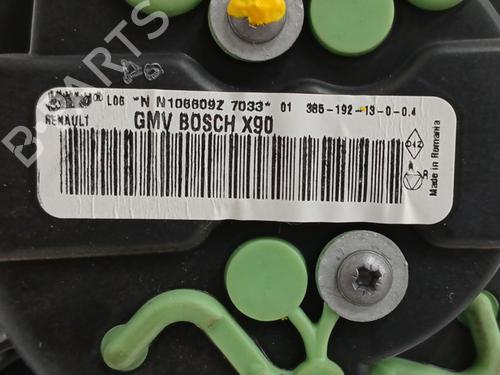 L06 *N N106609Z 7033* 01 385-192-13-0-0.4
RENAULT
GMV BOSCH X90
Made in Romania
PARTS